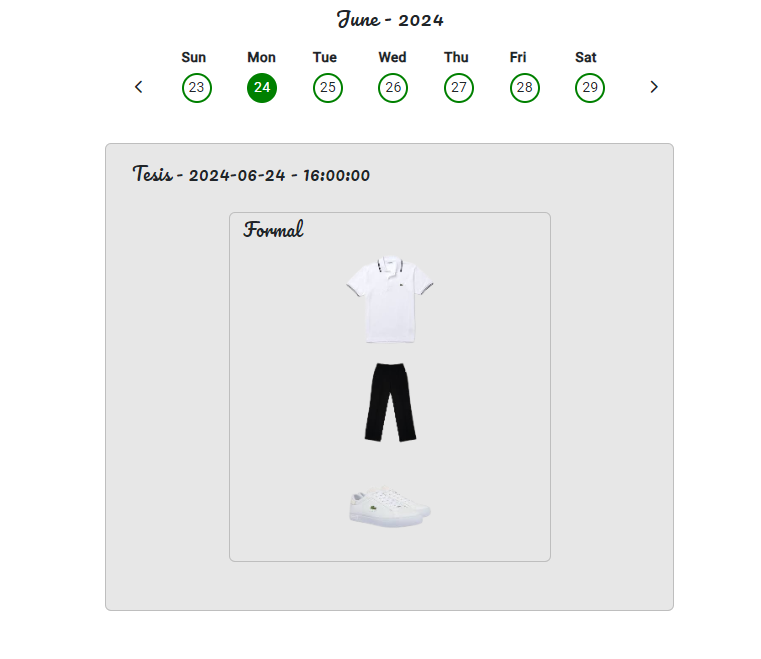 June - 2024
Sun Mon Tue Wed Thu Fri Sat
23 24 25 26 27 28 29
Tesis - 2024-06-24 - 16:00:00
Formal